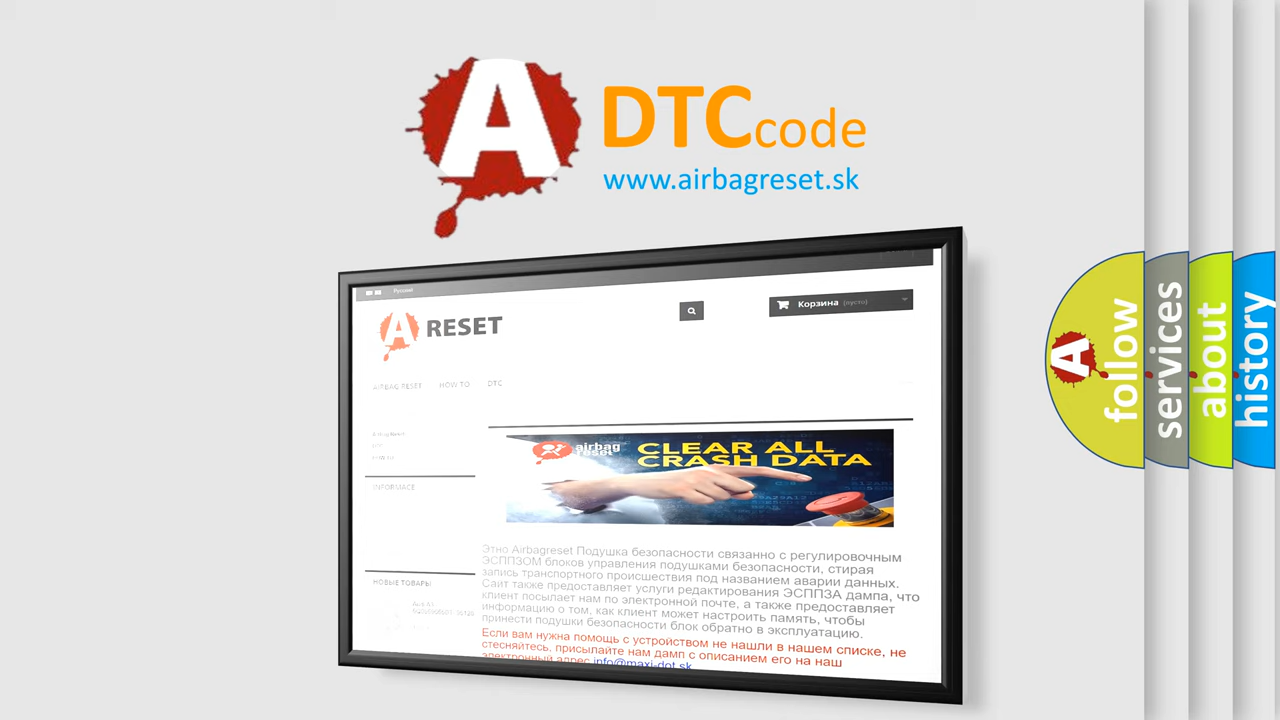 A DTC code
www.airbagreset.sk
Русский
Корзина (пусто)
A RESET
AIRBAG RESET HOW TO DTC
INFORMACE
airbag
reset
CLEAR ALL
CRASH DATA
Этно Airbagreset Подушка безопасности связанно с регулировочным
ЭСППЗОМ блоков управления подушками безопасности, стирая
запись транспортного происшествия под названием аварии данных.
Сайт также предоставляет услуги редактирования ЭСППЗА дампа, что
клиент посылает нам по электронной почте, а также предоставляет
информацию о том, как клиент может настроить память, чтобы
принести подушки безопасности блок обратно в эксплуатацию.
Если вам нужна помощь с устройством не нашли в нашем списке, не
стесняйтесь, присылайте нам дамп с описанием его на наш
электронный адрес info@maxi-dot.sk
НОВЫЕ ТОВАРЫ
A
follow
services
about
history